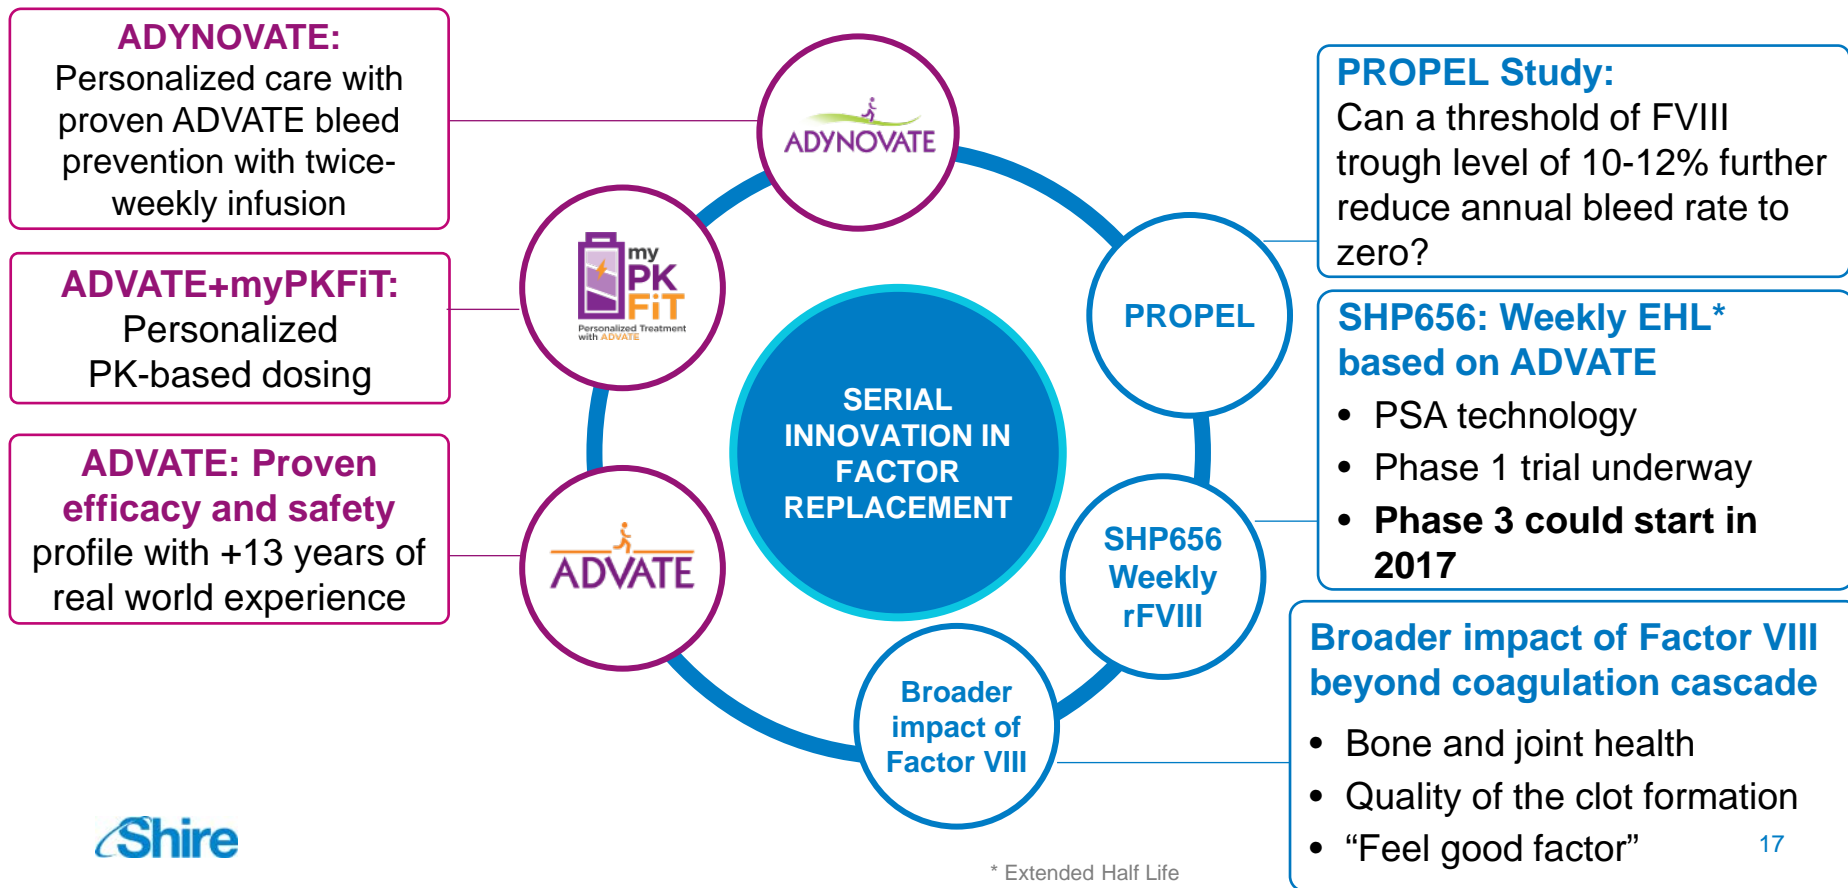 ADYNOVATE:
Personalized care with
proven ADVATE bleed
prevention with twice-
weekly infusion
ADVATE+myPKFiT:
Personalized
PK-based dosing
ADVATE: Proven
efficacy and safety
profile with +13 years of
real world experience
ADYNOVATE
my
PK
FiT
Personalized Treatment
with ADVATE
ADVATE
SERIAL
INNOVATION IN
FACTOR
REPLACEMENT
PROPEL
SHP656
Weekly
rFVIII
Broader
impact of
Factor VIII
PROPEL Study:
Can a threshold of FVIII
trough level of 10-12% further
reduce annual bleed rate to
zero?
SHP656: Weekly EHL*
based on ADVATE
• PSA technology
• Phase 1 trial underway
• Phase 3 could start in
2017
Broader impact of Factor VIII
beyond coagulation cascade
• Bone and joint health
• Quality of the clot formation
• “Feel good factor”
Shire
* Extended Half Life
17